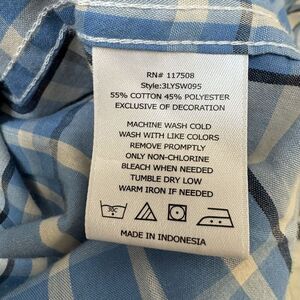 RN# 117508
Style:3LYSW095
55% COTTON 45% POLYESTER
EXCLUSIVE OF DECORATION
MACHINE WASH COLD
WASH WITH LIKE COLORS
REMOVE PROMPTLY
ONLY NON-CHLORINE
BLEACH WHEN NEEDED
TUMBLE DRY LOW
WARM IRON IF NEEDED
MADE IN INDONESIA